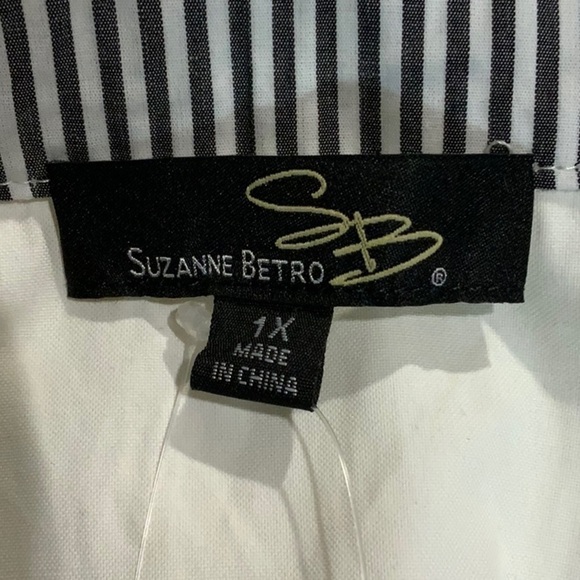 SB
SUZANNE BETRO ®
1X
MADE
IN CHINA